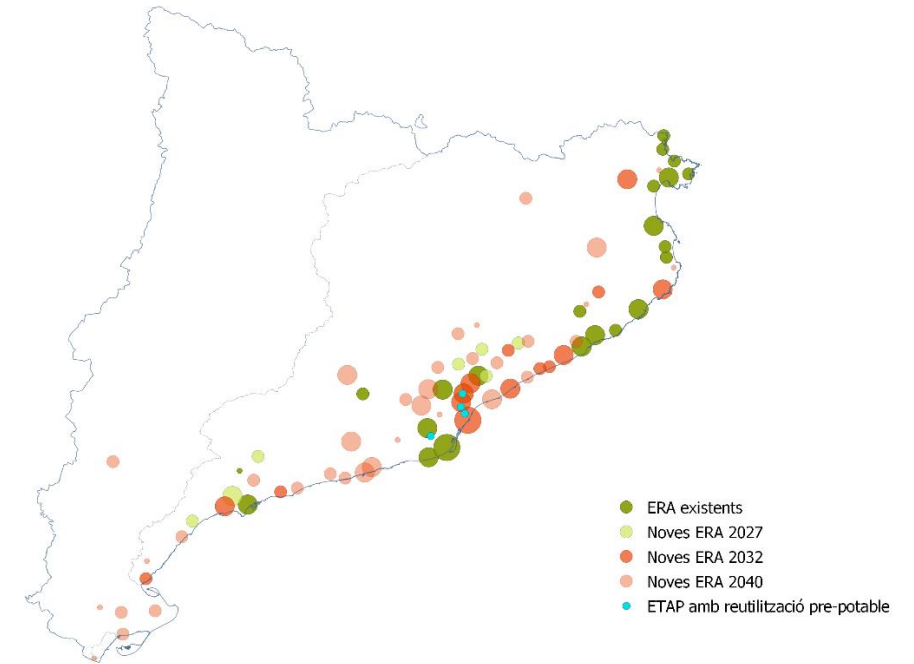 ERA existents
Noves ERA 2027
Noves ERA 2032
Noves ERA 2040
ETAP amb reutilització pre-potable